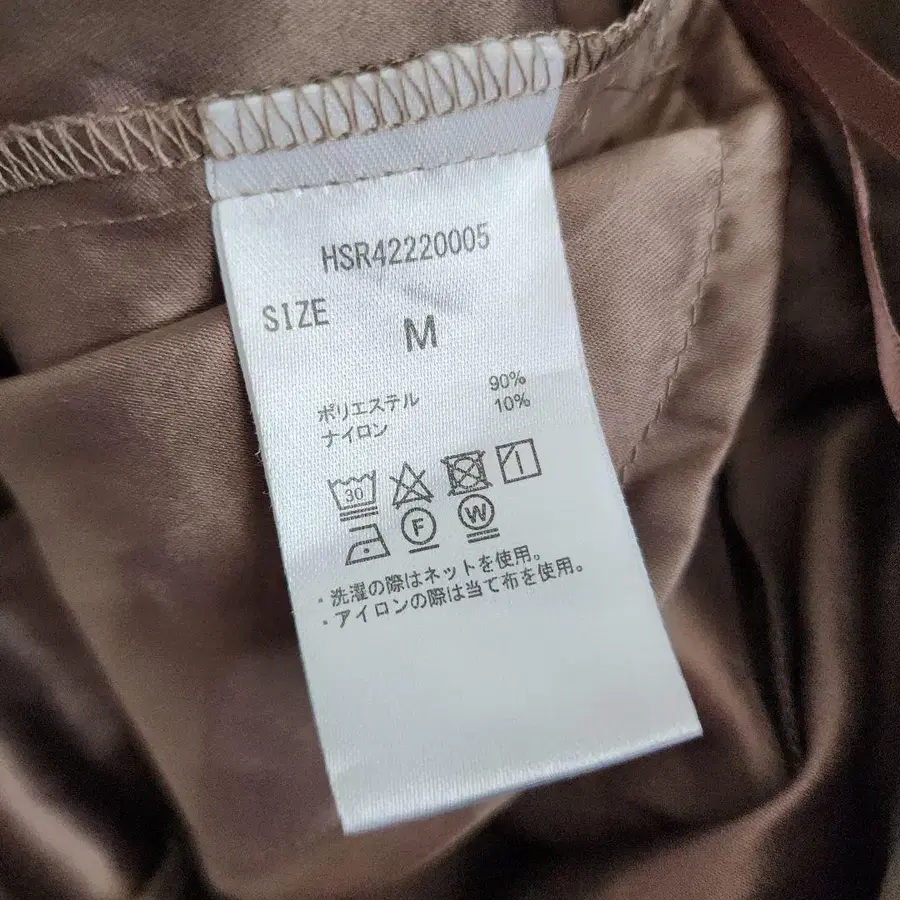 HSR42220005
SIZE
M
ポリエステル 90%
ナイロン 10%
30
F W
・洗濯の際はネットを使用。
・アイロンの際は当て布を使用。